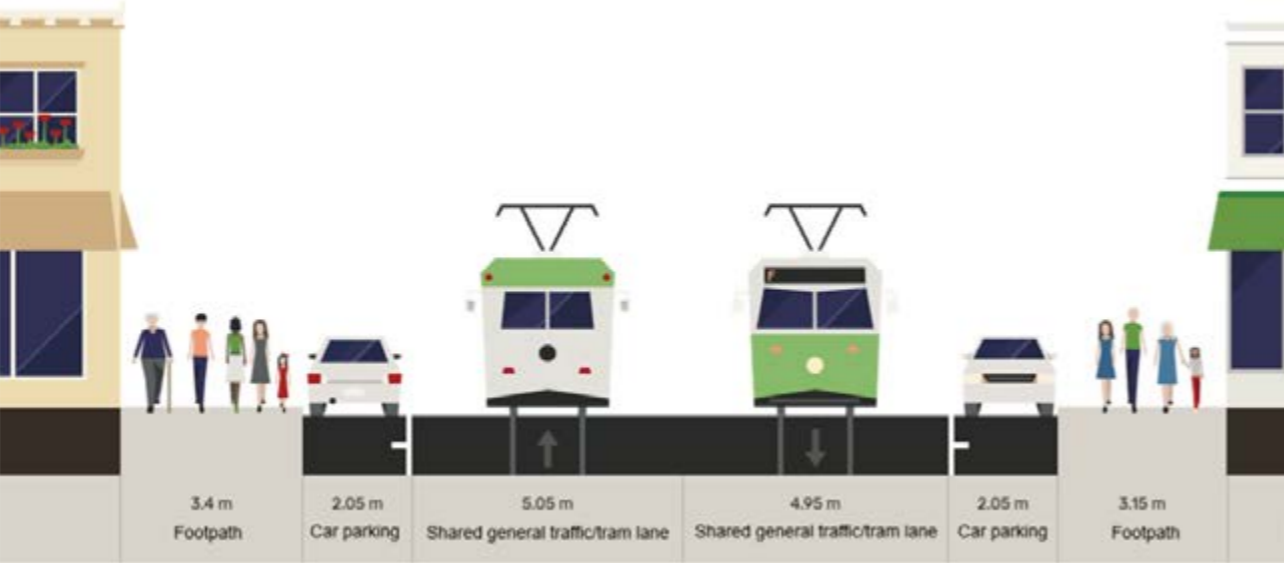 3.4 m
Footpath
2.05 m
Car parking
5.05 m
Shared general traffic/tram lane
4.95 m
Shared general traffic/tram lane
2.05 m
Car parking
3.15 m
Footpath